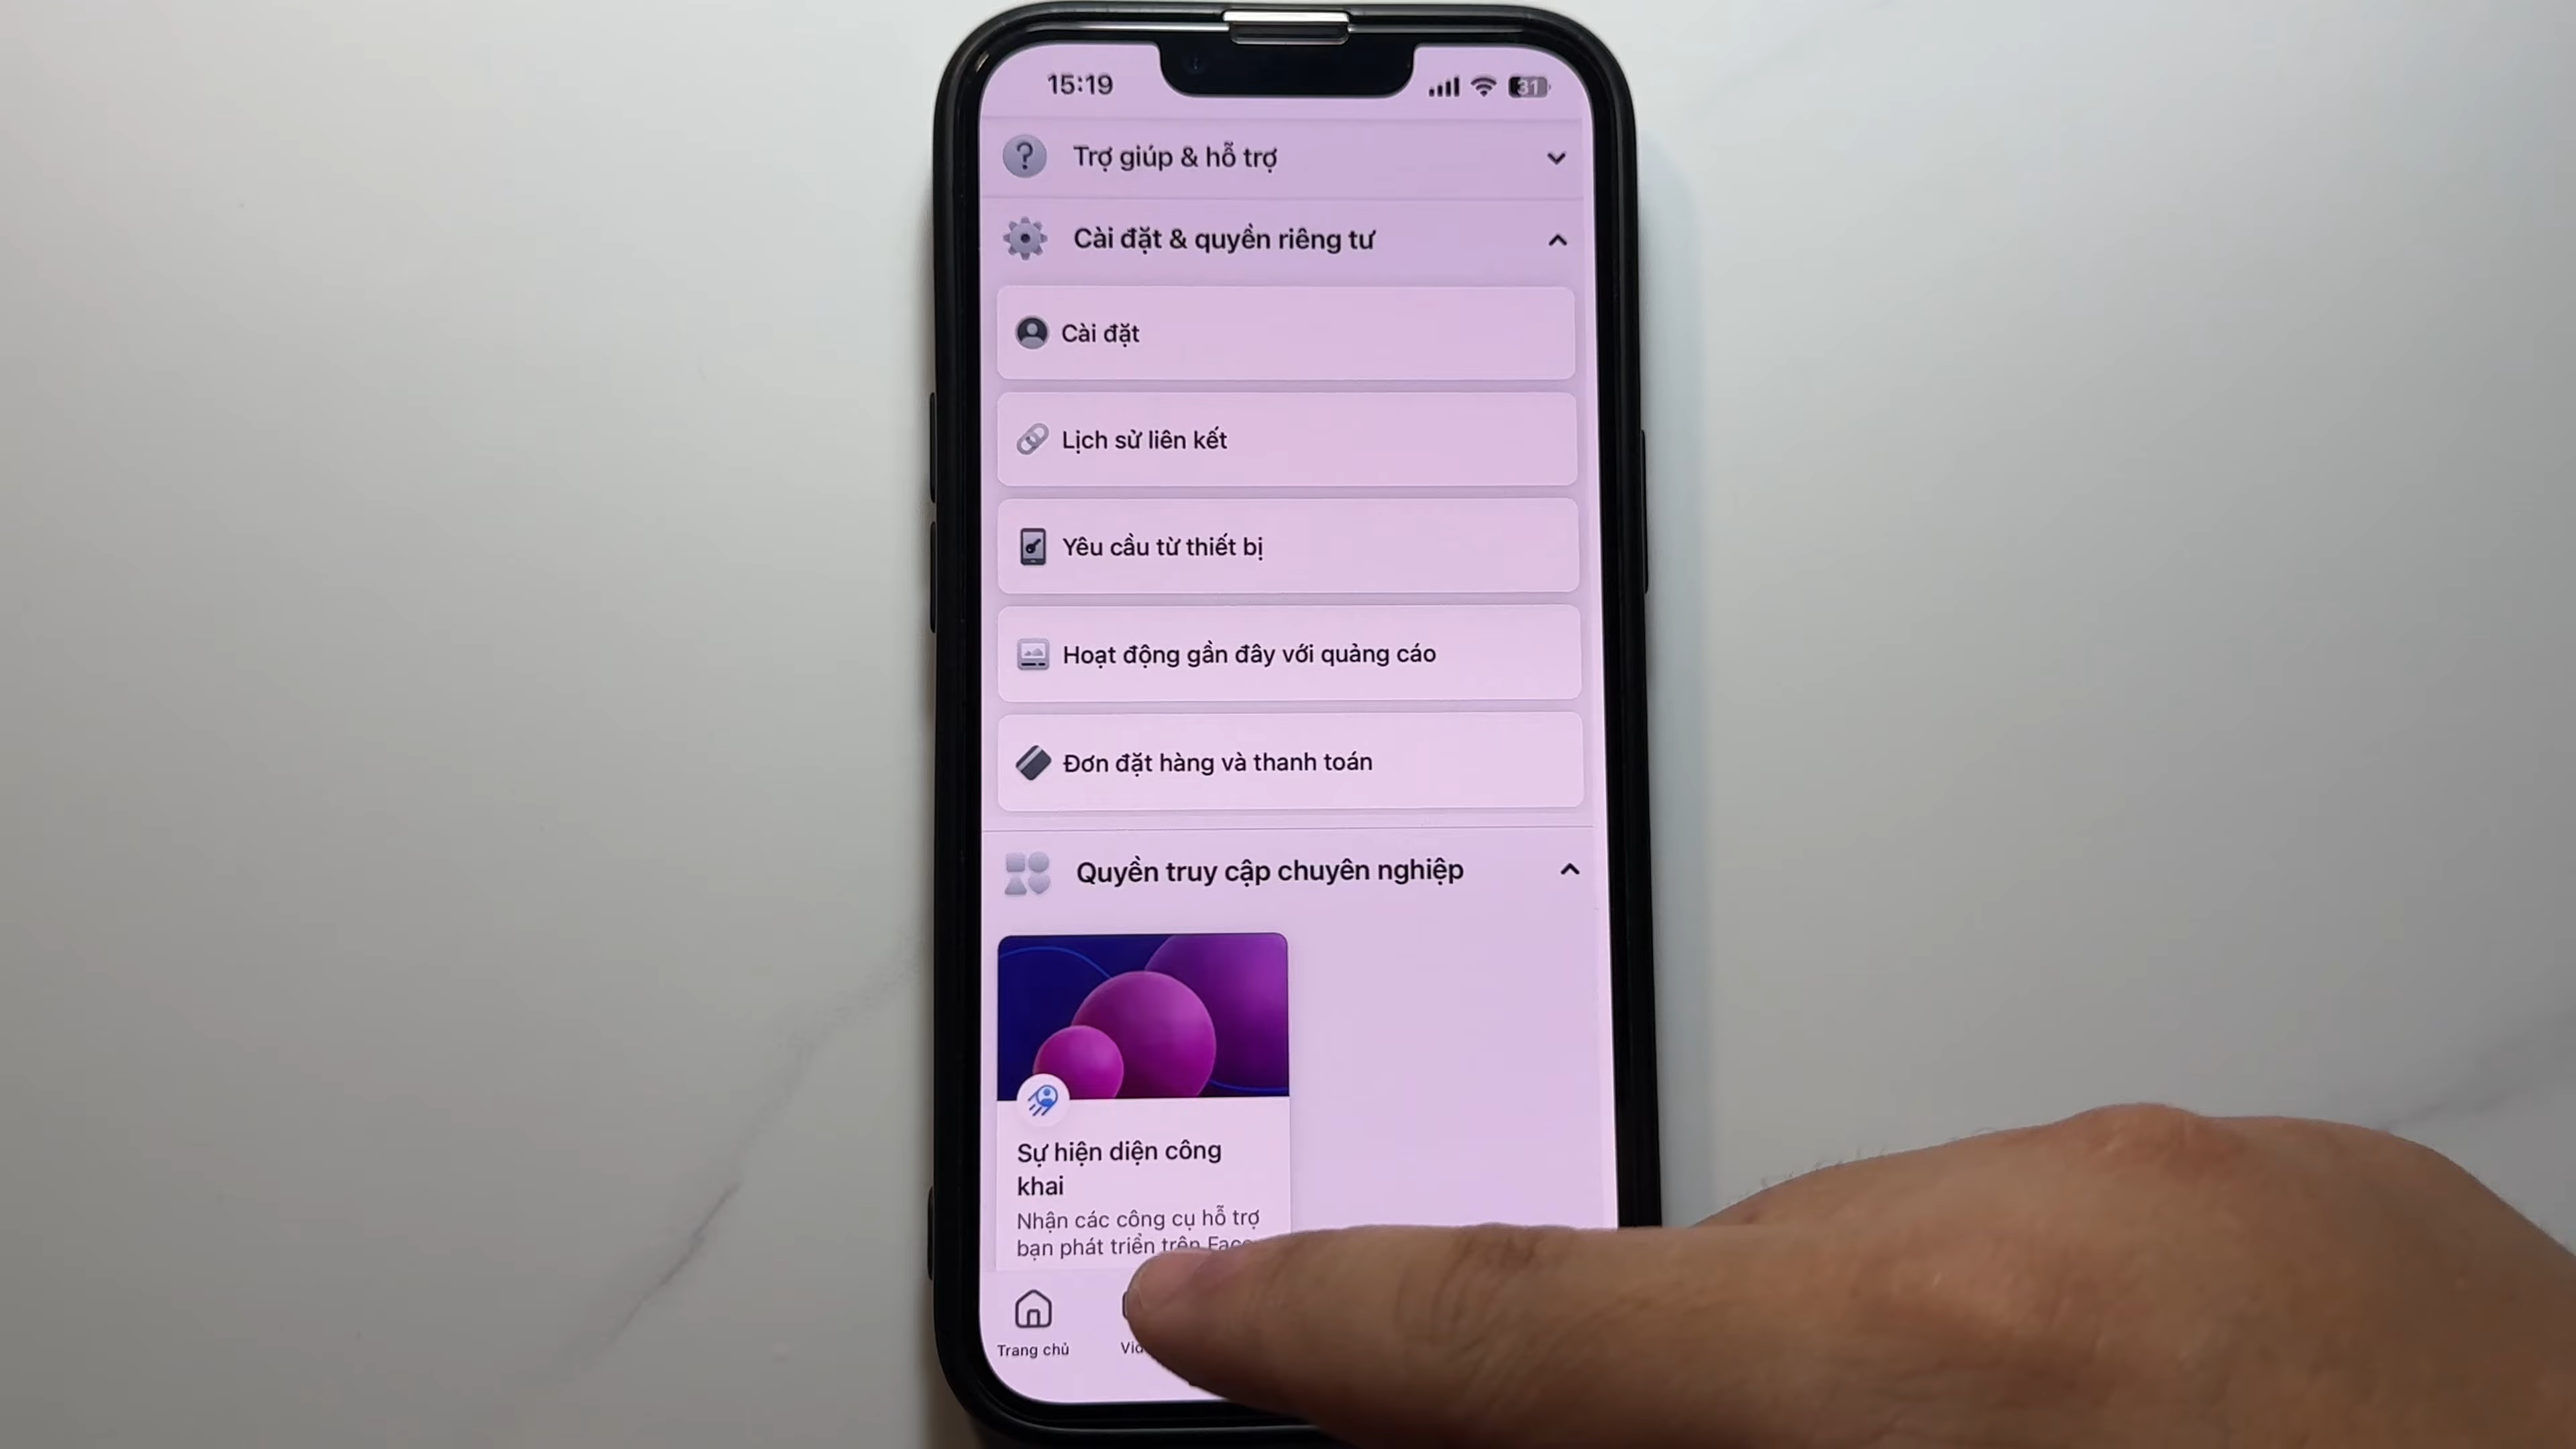 15:19
31
Trợ giúp & hỗ trợ
Cài đặt & quyền riêng tư
Cài đặt
Lịch sử liên kết
Yêu cầu từ thiết bị
Hoạt động gần đây với quảng cáo
Đơn đặt hàng và thanh toán
Quyền truy cập chuyên nghiệp
Sự hiện diện công
khai
Nhận các công cụ hỗ trợ
bạn phát triển trên
Trang chủ